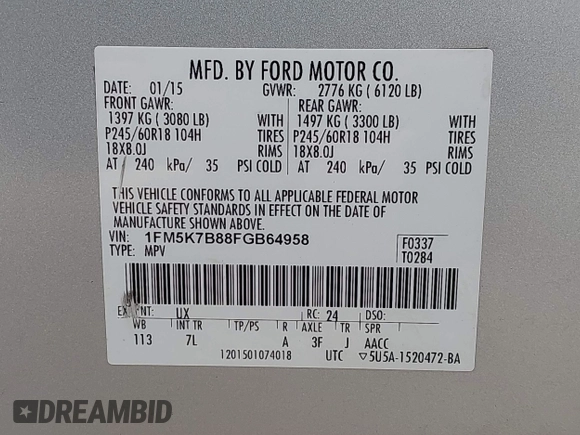 MFD. BY FORD MOTOR CO.
DATE: 01/15 GVWR: 2776 KG ( 6120 LB)
FRONT GAWR: REAR GAWR:
1397 KG ( 3080 LB) 1497 KG ( 3300 LB)
P245/60R18 104H TIRES P245/60R18 104H TIRES
18X8.0J RIMS 18X8.0J RIMS
AT 240 kPa/ 35 PSI COLD AT 240 kPa/ 35 PSI COLD
THIS VEHICLE CONFORMS TO ALL APPLICABLE FEDERAL MOTOR
VEHICLE SAFETY STANDARDS IN EFFECT ON THE DATE OF
MANUFACTURE SHOWN ABOVE.
VIN: 1FM5K7B88FGB64958 F0337
TYPE: MPV T0284
EXT PNT: UX RC: 24 DSO:
WB INT TR TP/PS R AXLE TR SPR
113 7L A 3F J AACC
1201501074018 UTC ▽5U5A-1520472-BA
DREAMBID